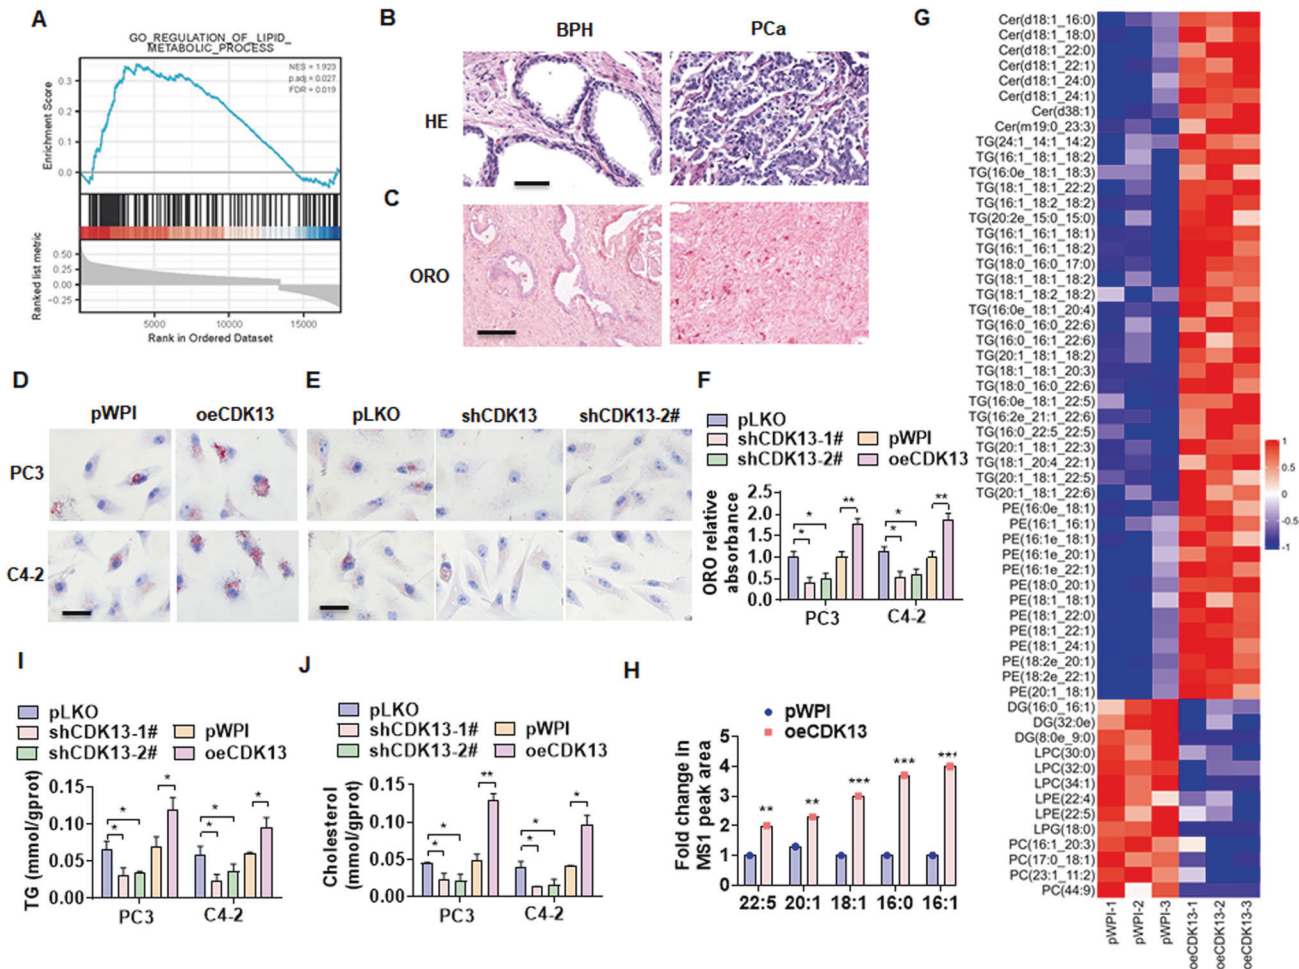 A
GO_REGULATION_OF_LIPID_
METABOLIC_PROCESS
NES = 1.923
p.adj = 0.027
FDR = 0.019
Enrichment Score
0.3
0.2
0.1
0.0
Ranked list metric
0.50
0.25
0.00
-0.25
5000
10000
15000
Rank in Ordered Dataset
B
BPH
PCa
HE
C
ORO
D
pWPI
oeCDK13
PC3
C4-2
E
pLKO
shCDK13
shCDK13-2#
F
pLKO
shCDK13-1#
pWPI
shCDK13-2#
oeCDK13
ORO relative
absorbance
2.5
2.0
1.5
1.0
0.5
0.0
*
*
**
*
*
**
PC3
C4-2
G
Cer(d18:1_16:0)
Cer(d18:1_18:0)
Cer(d18:1_22:0)
Cer(d18:1_22:1)
Cer(d18:1_24:0)
Cer(d18:1_24:1)
Cer(d38:1)
Cer(m19:0_23:3)
TG(24:1_14:1_14:2)
TG(16:1_18:1_18:2)
TG(16:0e_18:1_18:3)
TG(18:1_18:1_22:2)
TG(16:1_18:2_18:2)
TG(20:2e_15:0_15:0)
TG(16:1_16:1_18:1)
TG(16:1_16:1_18:2)
TG(18:0_16:0_17:0)
TG(18:1_18:1_18:2)
TG(18:1_18:2_18:2)
TG(16:0e_18:1_20:4)
TG(16:0_16:0_22:6)
TG(16:0_16:1_22:6)
TG(20:1_18:1_18:2)
TG(18:1_18:1_20:3)
TG(18:0_16:0_22:6)
TG(16:0e_18:1_22:5)
TG(16:2e_21:1_22:6)
TG(16:0_22:5_22:5)
TG(20:1_18:1_22:3)
TG(18:1_20:4_22:1)
TG(20:1_18:1_22:5)
TG(20:1_18:1_22:6)
PE(16:0e_18:1)
PE(16:1_16:1)
PE(16:1e_18:1)
PE(16:1e_20:1)
PE(16:1e_22:1)
PE(18:0_20:1)
PE(18:1_18:1)
PE(18:1_22:0)
PE(18:1_22:1)
PE(18:1_24:1)
PE(18:2e_20:1)
PE(18:2e_22:1)
PE(20:1_18:1)
DG(16:0_16:1)
DG(32:0e)
DG(8:0e_9:0)
LPC(30:0)
LPC(32:0)
LPC(34:1)
LPE(22:4)
LPE(22:5)
LPG(18:0)
PC(16:1_20:3)
PC(17:0_18:1)
PC(23:1_11:2)
PC(44:9)
pWPI-1
pWPI-2
pWPI-3
oeCDK13-1
oeCDK13-2
oeCDK13-3
1
0.5
0
-0.5
-1
I
pLKO
shCDK13-1#
pWPI
shCDK13-2#
oeCDK13
TG (mmol/gprot)
0.15
0.10
0.05
0.00
*
*
*
*
*
*
PC3
C4-2
J
pLKO
shCDK13-1#
pWPI
shCDK13-2#
oeCDK13
Cholesterol
(mmol/gprot)
0.15
0.10
0.05
0.00
*
*
**
*
*
*
PC3
C4-2
H
pWPI
oeCDK13
Fold change in
MS1 peak area
5
4
3
2
1
0
**
**
***
***
***
22:5
20:1
18:1
16:0
16:1